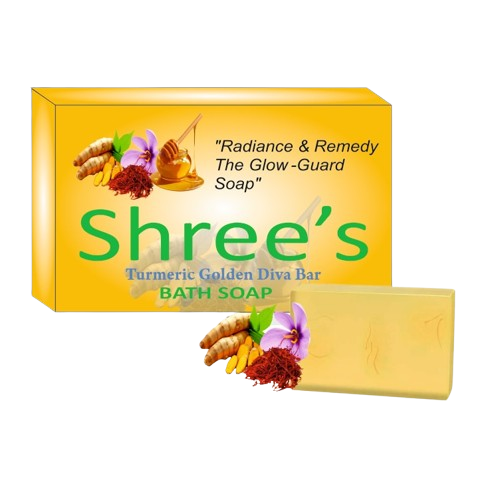 "Radiance & Remedy
The Glow-Guard
Soap"
Shree's
Turmeric Golden Diva Bar
BATH SOAP